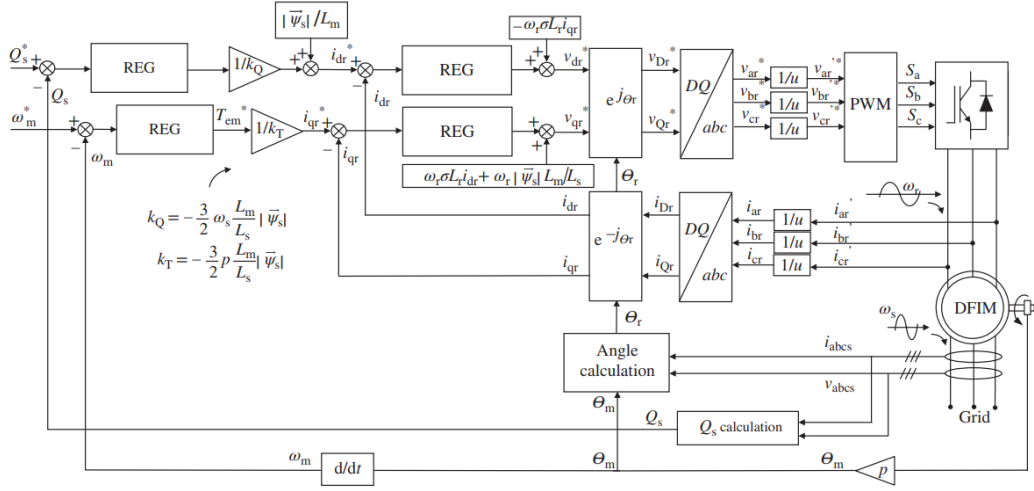 |ψ⃗s| /Lm
−ωrσLriqr
Qs*
+
−
REG
1/kQ
+
+
idr*
+
−
REG
+
+
vdr*
vDr*
DQ
abc
var*
vbr*
vcr*
1/u
1/u
1/u
var'*
vbr'*
vcr'*
PWM
Sa
Sb
Sc
Qs
idr
e jΘr
ωm*
+
−
REG
Tem*
1/kT
iqr*
+
−
REG
+
+
vqr*
vQr*
ωm
iqr
ωrσLridr + ωr |ψ⃗s| Lm/Ls
Θr
kQ = − 3/2 ωs Lm/Ls |ψ⃗s|
kT = − 3/2 p Lm/Ls |ψ⃗s|
idr
iqr
e −jΘr
iDr
iQr
DQ
abc
iar
ibr
icr
1/u
1/u
1/u
iar'
ibr'
icr'
ωr
DFIM
ωs
Θr
Angle
calculation
iabcs
vabcs
Θm
Grid
Qs
Qs calculation
ωm
d/dt
Θm
Θm
p